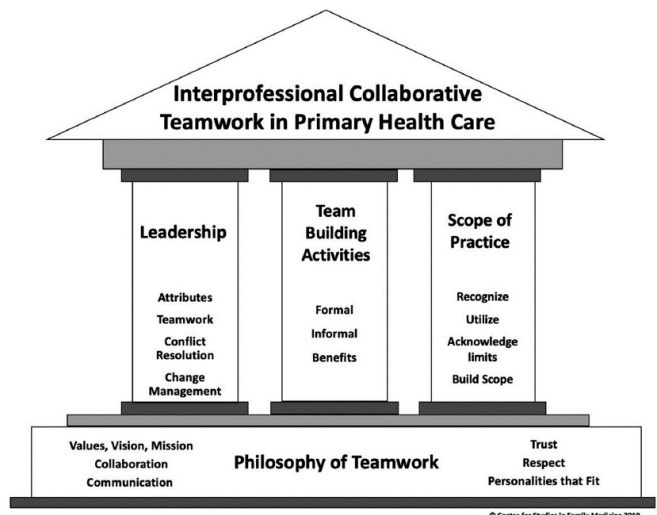 Interprofessional Collaborative
Teamwork in Primary Health Care
Leadership
Attributes
Teamwork
Conflict
Resolution
Change
Management
Team
Building
Activities
Formal
Informal
Benefits
Scope of
Practice
Recognize
Utilize
Acknowledge
limits
Build Scope
Values, Vision, Mission
Collaboration
Communication
Philosophy of Teamwork
Trust
Respect
Personalities that Fit